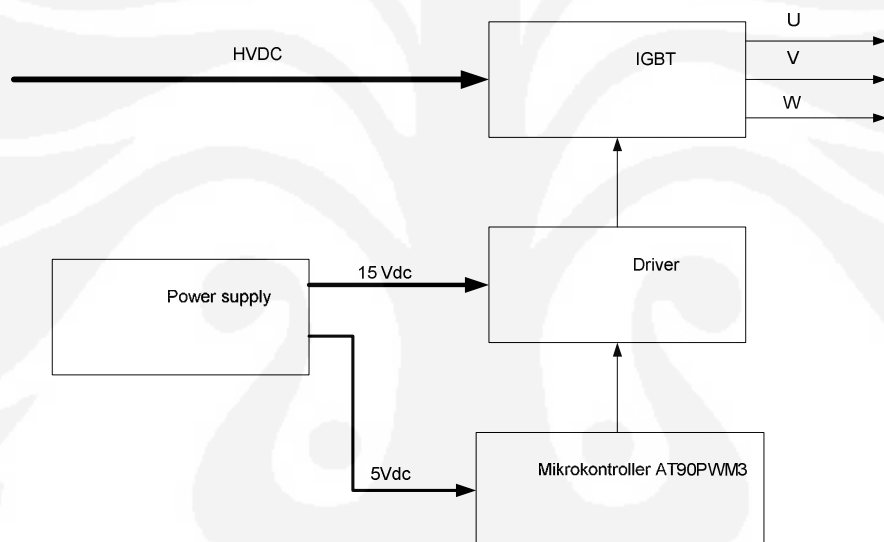 U
HVDC
IGBT
V
W
Driver
15 Vdc
Power supply
5Vdc
Mikrokontroller AT90PWM3